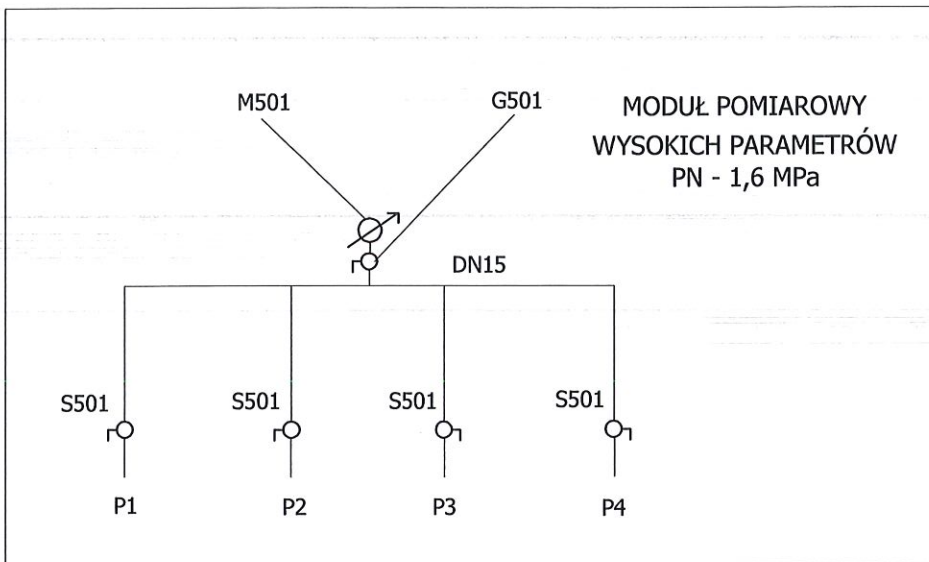 M501
G501
MODUŁ POMIAROWY
WYSOKICH PARAMETRÓW
PN - 1,6 MPa
DN15
S501
S501
S501
S501
P1
P2
P3
P4